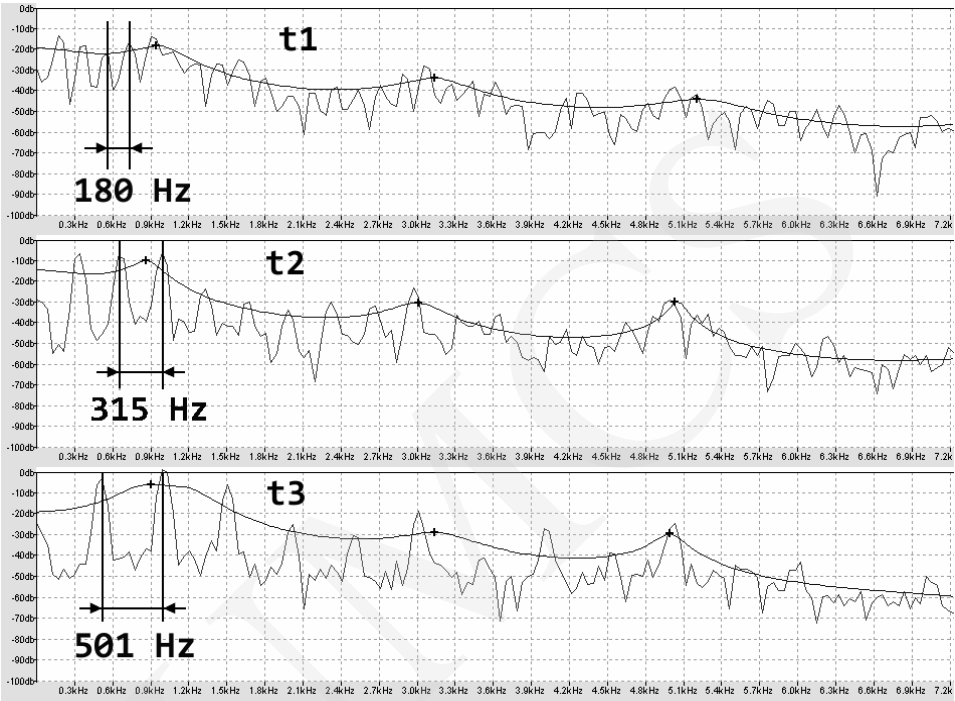 0db
-10db
-20db
-30db
-40db
-50db
-60db
-70db
-80db
-90db
-100db
t1
180 Hz
0.3kHz 0.6kHz 0.9kHz 1.2kHz 1.5kHz 1.8kHz 2.1kHz 2.4kHz 2.7kHz 3.0kHz 3.3kHz 3.6kHz 3.9kHz 4.2kHz 4.5kHz 4.8kHz 5.1kHz 5.4kHz 5.7kHz 6.0kHz 6.3kHz 6.6kHz 6.9kHz 7.2k
0db
-10db
-20db
-30db
-40db
-50db
-60db
-70db
-80db
-90db
-100db
t2
315 Hz
0.3kHz 0.6kHz 0.9kHz 1.2kHz 1.5kHz 1.8kHz 2.1kHz 2.4kHz 2.7kHz 3.0kHz 3.3kHz 3.6kHz 3.9kHz 4.2kHz 4.5kHz 4.8kHz 5.1kHz 5.4kHz 5.7kHz 6.0kHz 6.3kHz 6.6kHz 6.9kHz 7.2k
0db
-10db
-20db
-30db
-40db
-50db
-60db
-70db
-80db
-90db
-100db
t3
501 Hz
0.3kHz 0.6kHz 0.9kHz 1.2kHz 1.5kHz 1.8kHz 2.1kHz 2.4kHz 2.7kHz 3.0kHz 3.3kHz 3.6kHz 3.9kHz 4.2kHz 4.5kHz 4.8kHz 5.1kHz 5.4kHz 5.7kHz 6.0kHz 6.3kHz 6.6kHz 6.9kHz 7.2k
UMCS